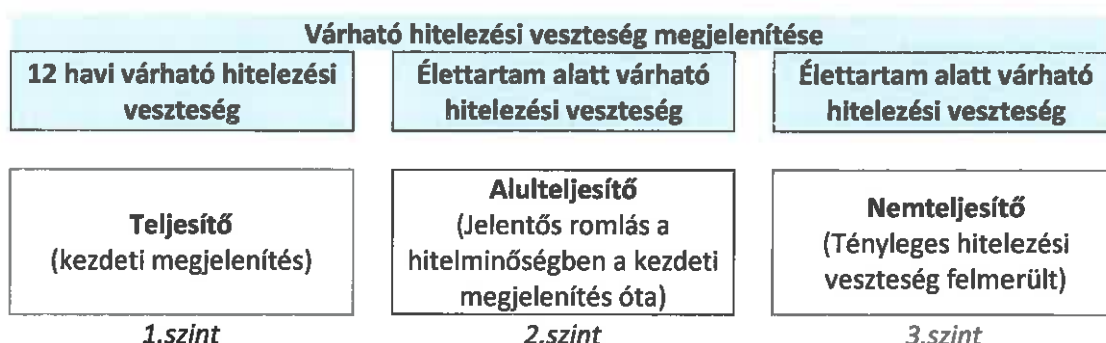 Várható hitelezési veszteség megjelenítése
12 havi várható hitelezési
veszteség
Élettartam alatt várható
hitelezési veszteség
Élettartam alatt várható
hitelezési veszteség
Teljesítő
(kezdeti megjelenítés)
Alulteljesítő
(Jelentős romlás a
hitelminőségben a kezdeti
megjelenítés óta)
Nemteljesítő
(Tényleges hitelezési
veszteség felmerült)
1.szint
2.szint
3.szint